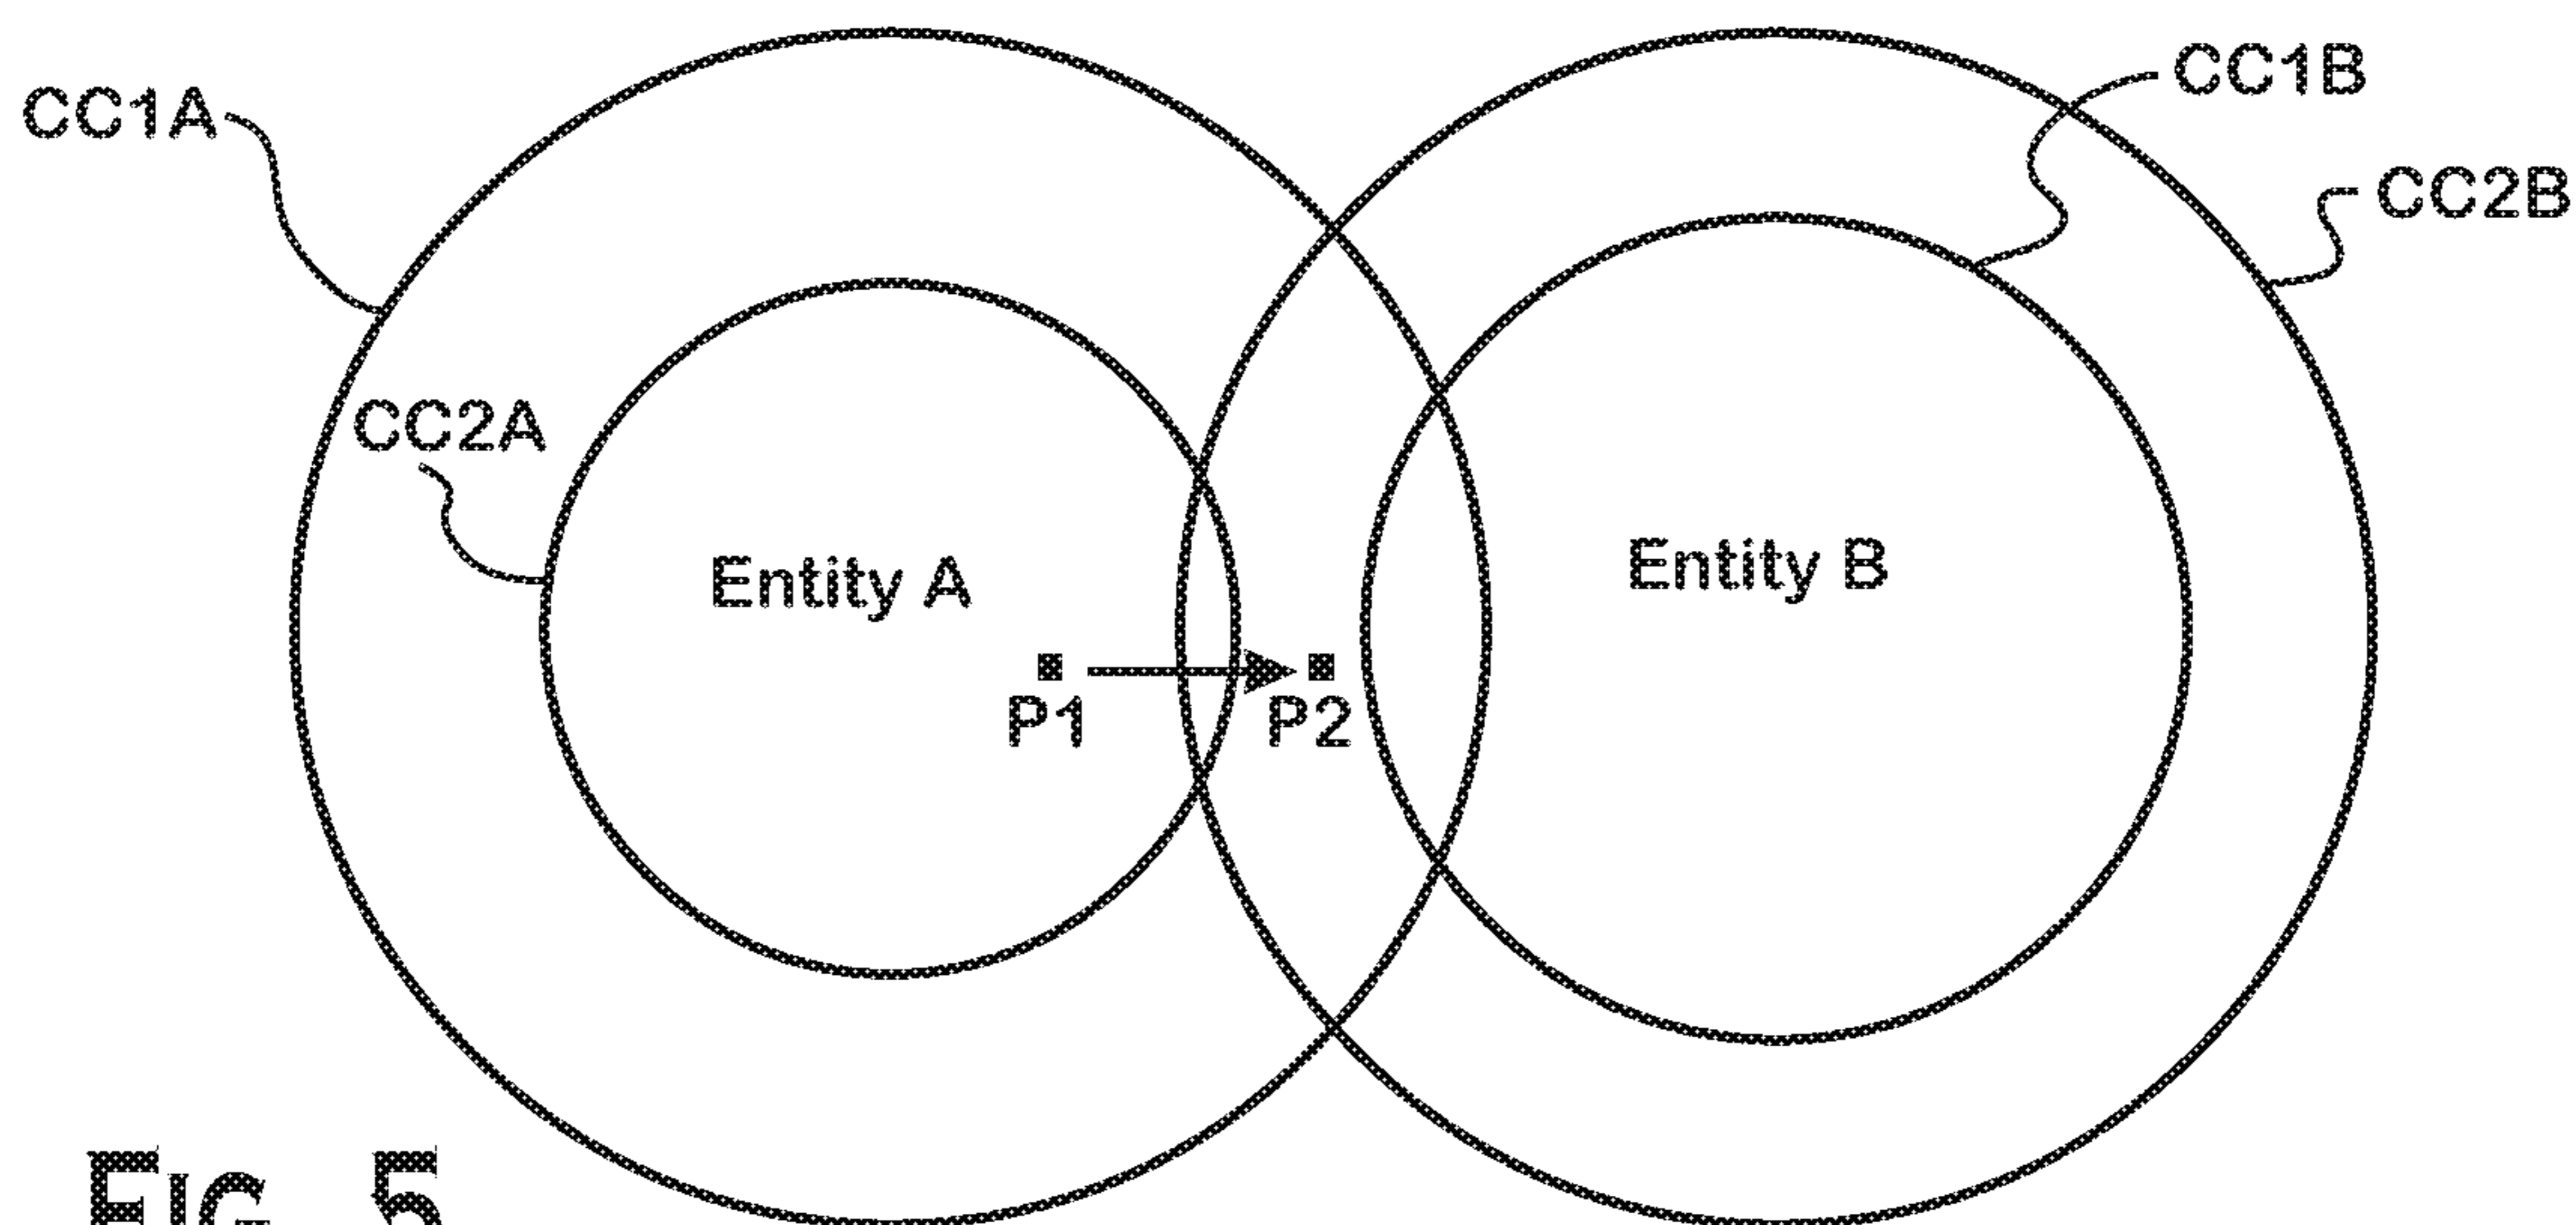 CC1A
CC1B
CC2B
CC2A
Entity A
Entity B
P1
P2
FIG. 5